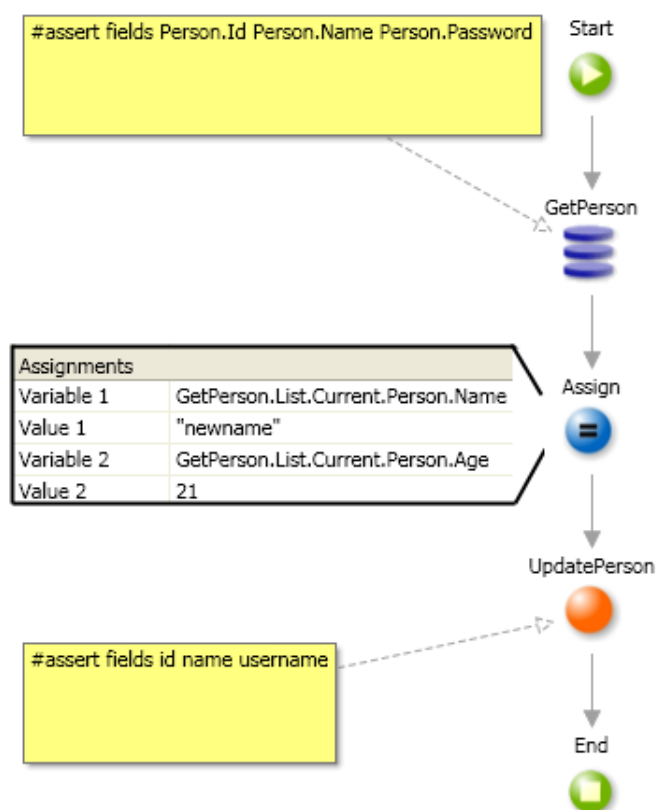 #assert fields Person.Id Person.Name Person.Password
Start
GetPerson
Assignments
Variable 1 GetPerson.List.Current.Person.Name
Value 1 "newname"
Variable 2 GetPerson.List.Current.Person.Age
Value 2 21
Assign
UpdatePerson
#assert fields id name username
End